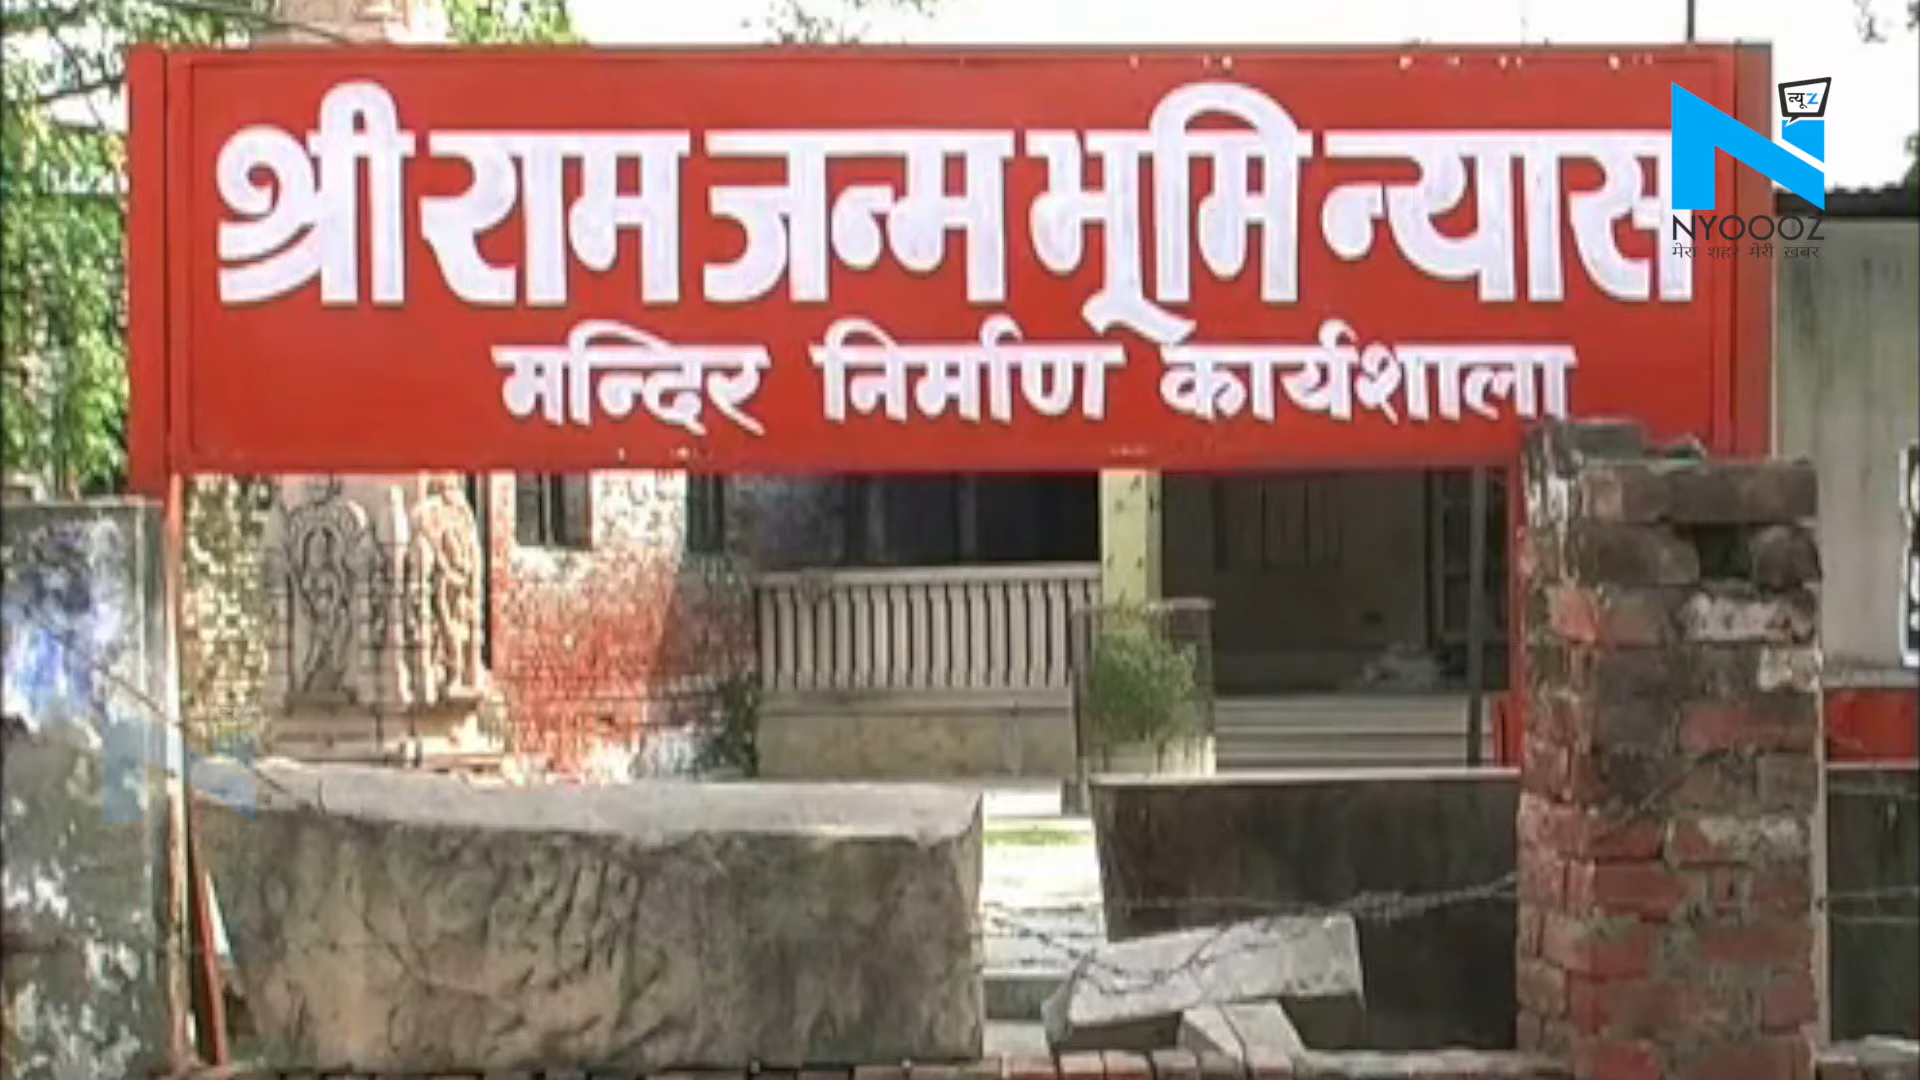 श्री राम जन्म भूमि न्यास
मन्दिर निर्माण कार्यशाला
न्यूz
NYOOOZ
मेरा शहर मेरी ख़बर